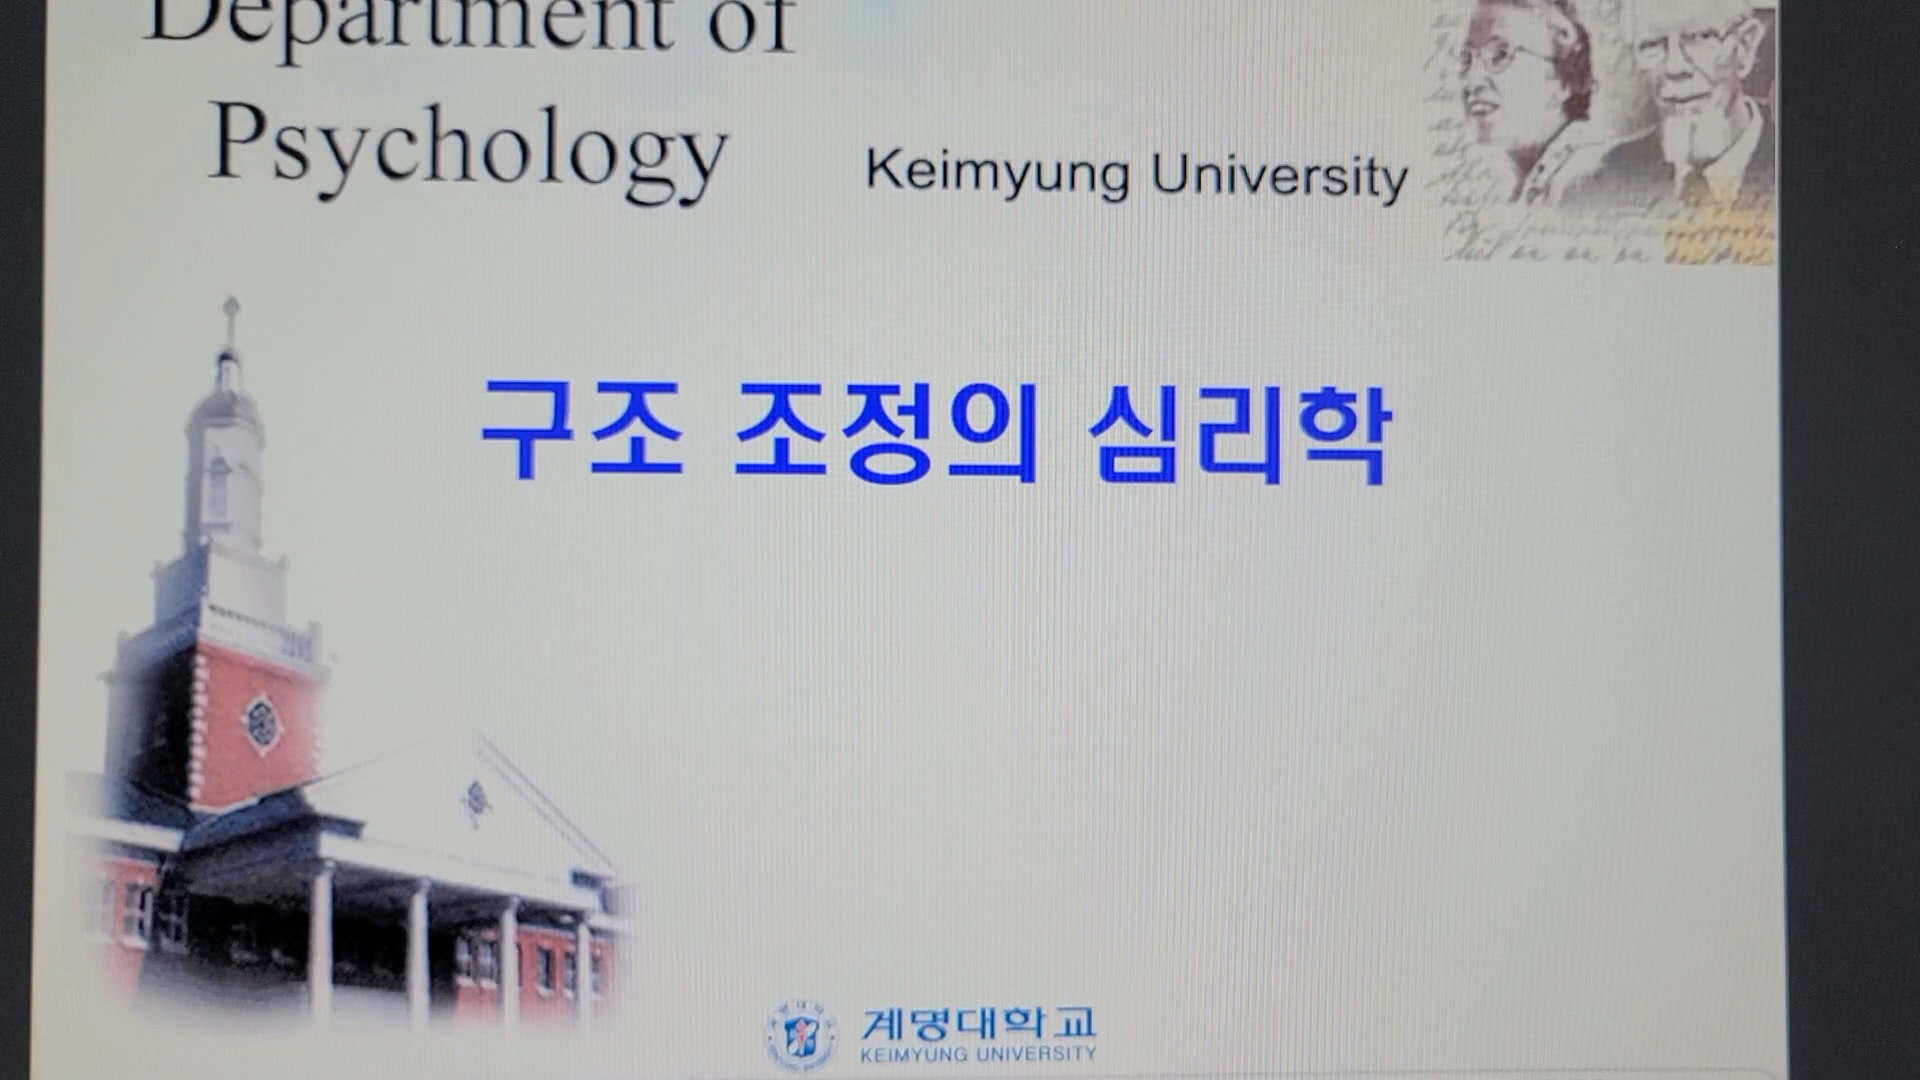 Department of
Psychology
Keimyung University
구조 조정의 심리학
계명대학교
KEIMYUNG UNIVERSITY